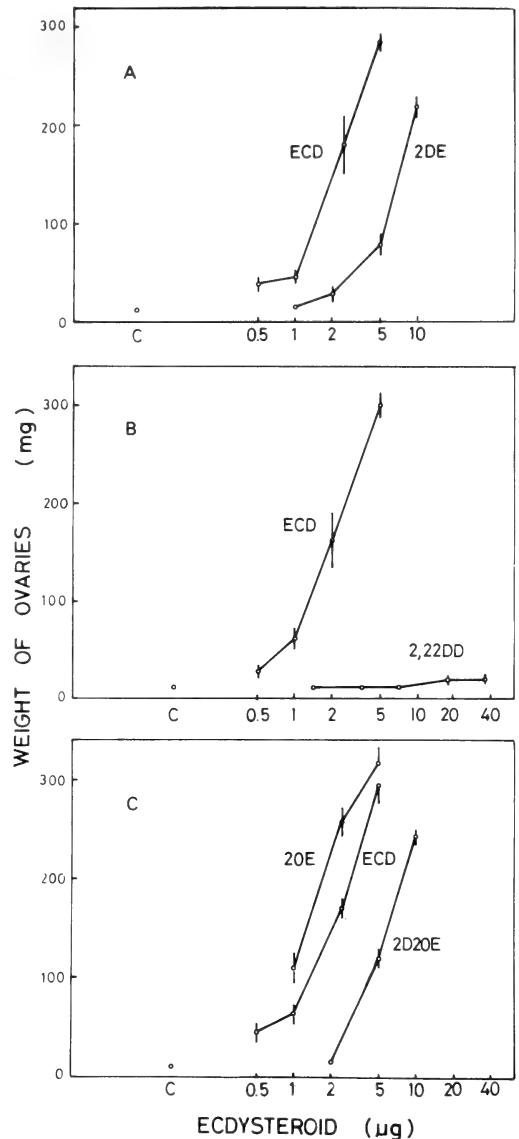 300
A
200
ECD
2DE
100
0
C 0.5 1 2 5 10
B
300
200
ECD
100
2,22DD
0
C 0.5 1 2 5 10 20 40
C
300
20E
ECD
200
2D20E
100
0
C 0.5 1 2 5 10 20 40
WEIGHT OF OVARIES (mg)
ECDYSTEROID (µg)